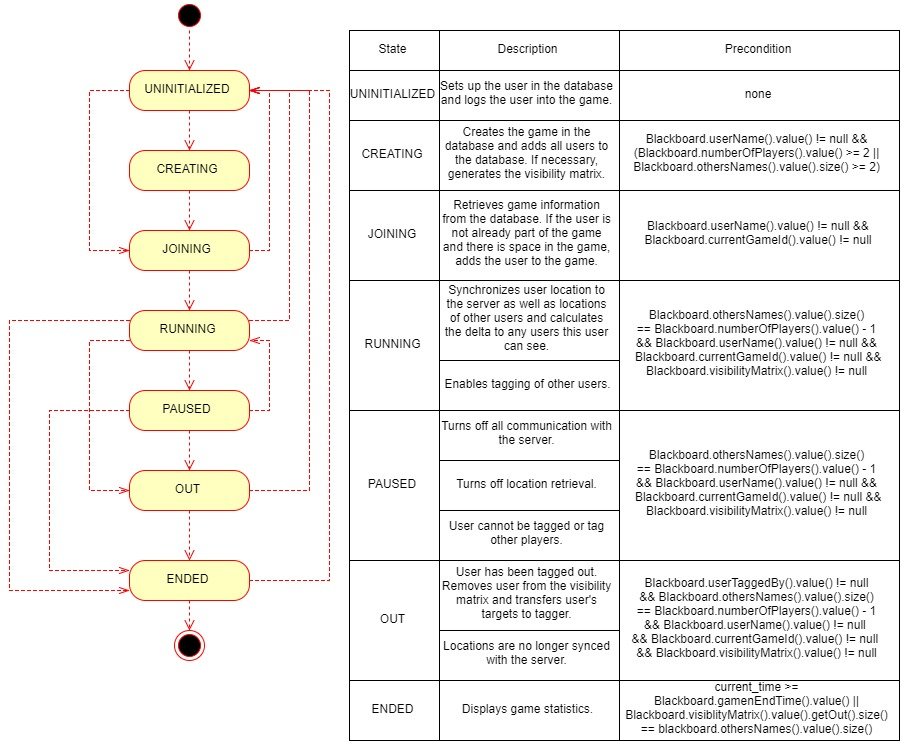 UNINITIALIZED
CREATING
JOINING
RUNNING
PAUSED
OUT
ENDED
State
Description
Precondition
UNINITIALIZED
Sets up the user in the database
and logs the user into the game.
none
CREATING
Creates the game in the
database and adds all users to
the database. If necessary,
generates the visibility matrix.
Blackboard.userName().value() != null &&
(Blackboard.numberOfPlayers().value() >= 2 ||
Blackboard.othersNames().value().size() >= 2)
JOINING
Retrieves game information
from the database. If the user is
not already part of the game
and there is space in the game,
adds the user to the game.
Blackboard.userName().value() != null &&
Blackboard.currentGameId().value() != null
RUNNING
Synchronizes user location to
the server as well as locations
of other users and calculates
the delta to any users this user
can see.
Enables tagging of other users.
Blackboard.othersNames().value().size()
== Blackboard.numberOfPlayers().value() - 1
&& Blackboard.userName().value() != null &&
Blackboard.currentGameId().value() != null &&
Blackboard.visibilityMatrix().value() != null
PAUSED
Turns off all communication with
the server.
Turns off location retrieval.
User cannot be tagged or tag
other players.
Blackboard.othersNames().value().size()
== Blackboard.numberOfPlayers().value() - 1
&& Blackboard.userName().value() != null &&
Blackboard.currentGameId().value() != null &&
Blackboard.visibilityMatrix().value() != null
OUT
User has been tagged out.
Removes user from the visibility
matrix and transfers user's
targets to tagger.
Locations are no longer synced
with the server.
Blackboard.userTaggedBy().value() != null
&& Blackboard.othersNames().value().size()
== Blackboard.numberOfPlayers().value() - 1
&& Blackboard.userName().value() != null
&& Blackboard.currentGameId().value() != null
&& Blackboard.visibilityMatrix().value() != null
ENDED
Displays game statistics.
current_time >=
Blackboard.gamenEndTime().value() ||
Blackboard.visiblityMatrix().value().getOut().size()
== blackboard.othersNames().value().size()